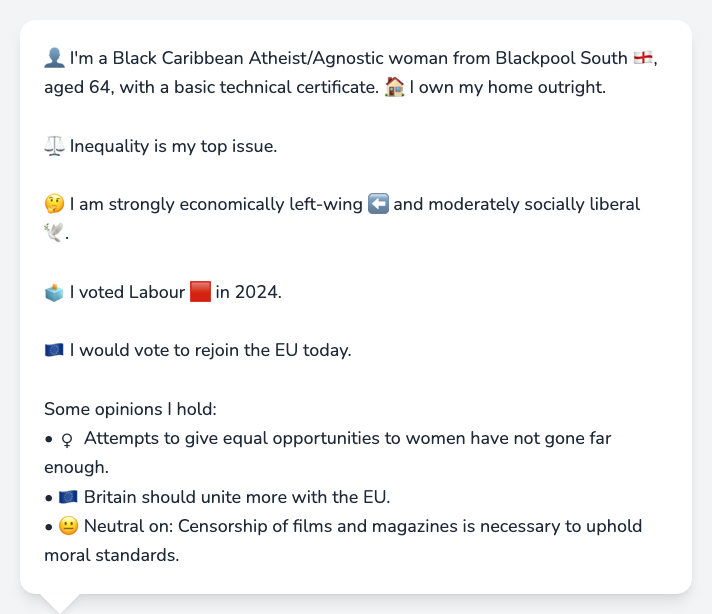 👤 I'm a Black Caribbean Atheist/Agnostic woman from Blackpool South 🏴󠁧󠁢󠁥󠁮󠁧󠁿,
aged 64, with a basic technical certificate. 🏠 I own my home outright.
⚖️ Inequality is my top issue.
🤔 I am strongly economically left-wing ⬅️ and moderately socially liberal
🕊️.
🗳️ I voted Labour 🟥 in 2024.
🇪🇺 I would vote to rejoin the EU today.
Some opinions I hold:
• ♀ Attempts to give equal opportunities to women have not gone far
enough.
• 🇪🇺 Britain should unite more with the EU.
• 😐 Neutral on: Censorship of films and magazines is necessary to uphold
moral standards.